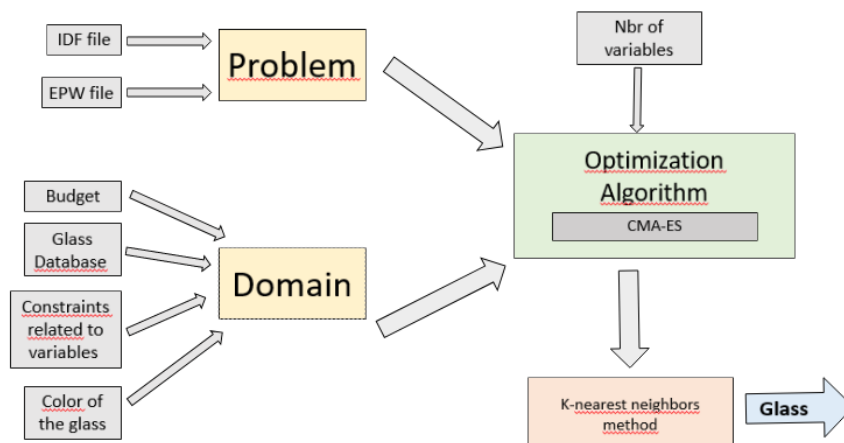 IDF file
EPW file
Problem
Nbr of
variables
Optimization
Algorithm
CMA-ES
Budget
Glass
Database
Constraints
related to
variables
Color of
the glass
Domain
K-nearest neighbors
method
Glass